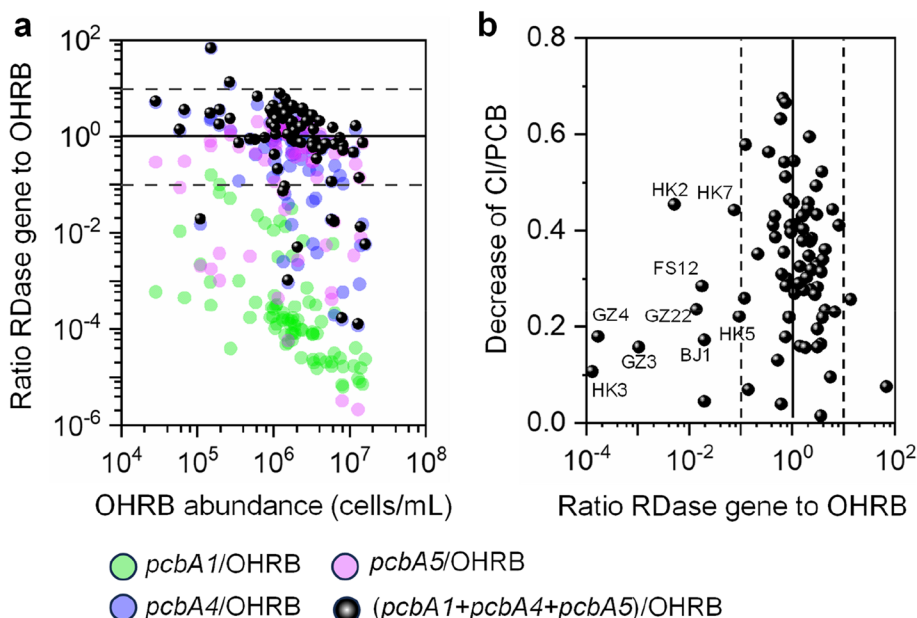 a
10^2
10^0
10^-2
10^-4
10^-6
Ratio RDase gene to OHRB
10^4
10^5
10^6
10^7
10^8
OHRB abundance (cells/mL)
b
0.8
0.6
0.4
0.2
0.0
Decrease of Cl/PCB
HK2
HK7
FS12
GZ4
GZ22
HK5
GZ3
BJ1
HK3
10^-4
10^-2
10^0
10^2
Ratio RDase gene to OHRB
pcbA1/OHRB
pcbA5/OHRB
pcbA4/OHRB
(pcbA1+pcbA4+pcbA5)/OHRB